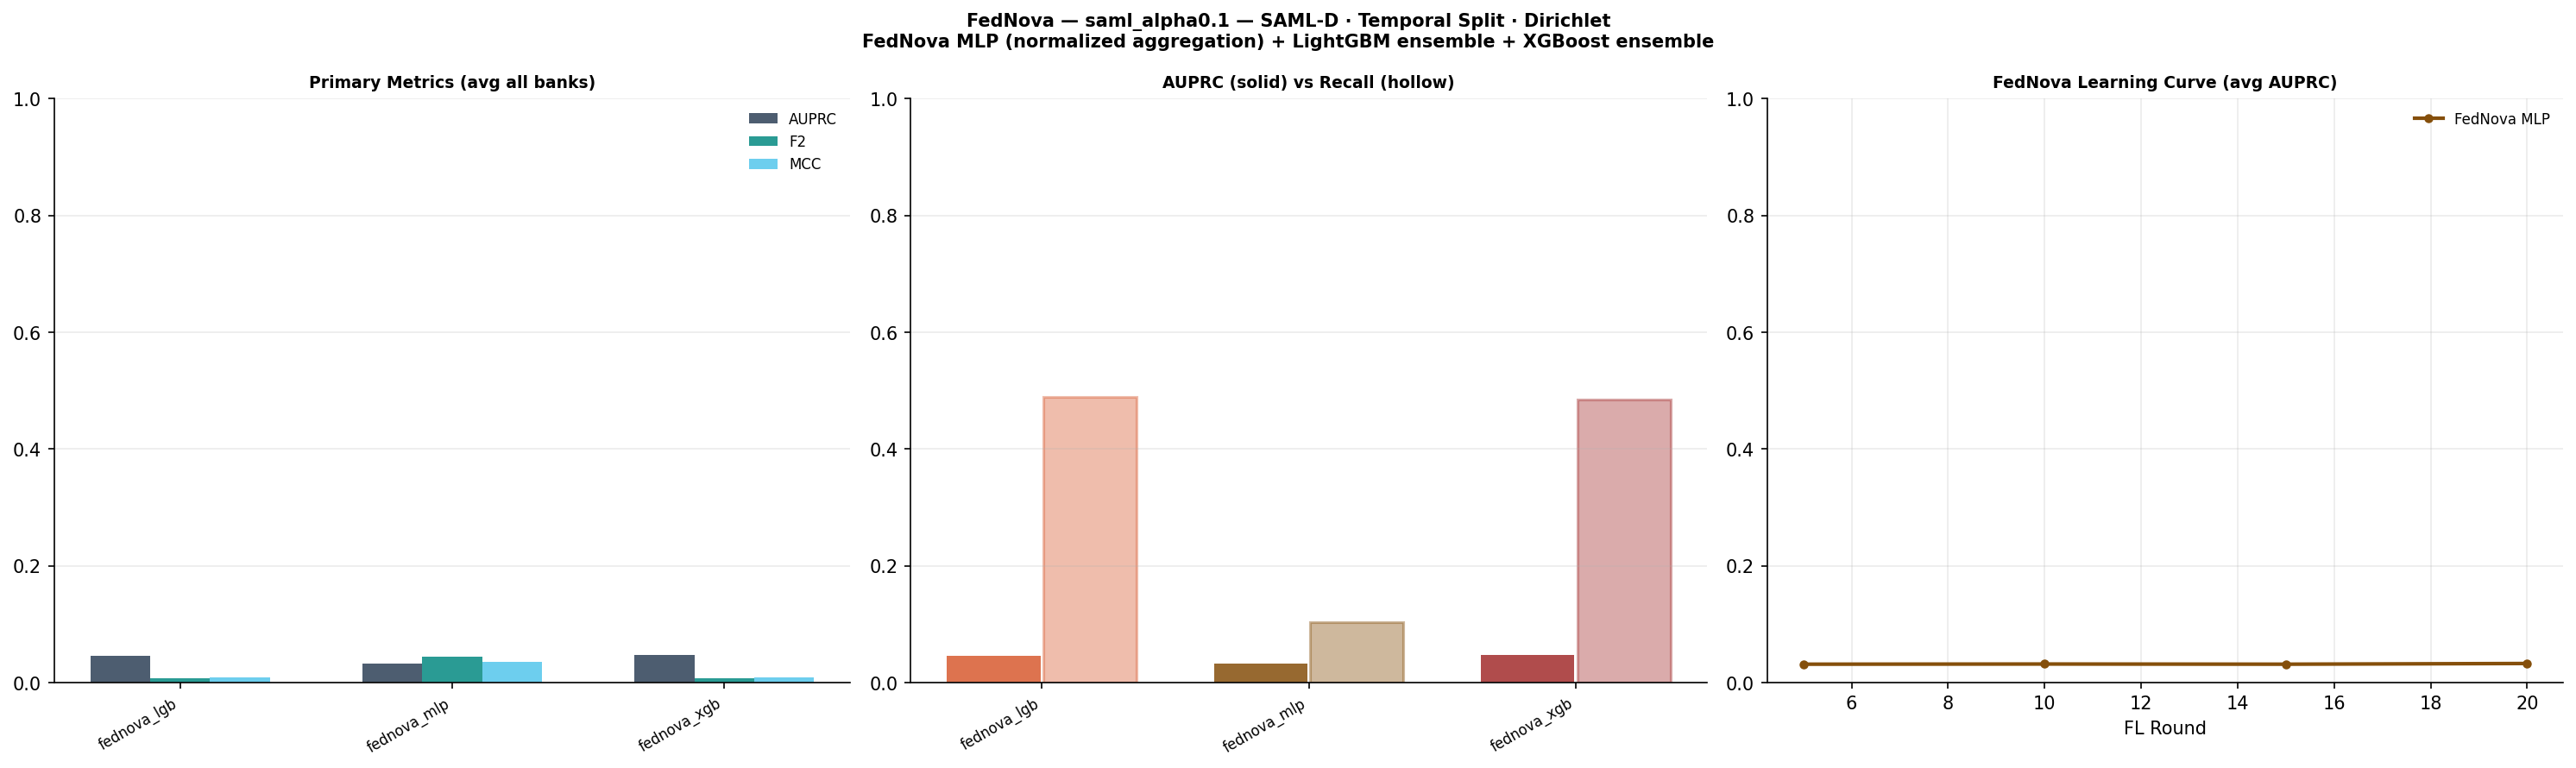 FedNova — saml_alpha0.1 — SAML-D · Temporal Split · Dirichlet
FedNova MLP (normalized aggregation) + LightGBM ensemble + XGBoost ensemble
Primary Metrics (avg all banks)
1.0
0.8
0.6
0.4
0.2
0.0
AUPRC
F2
MCC
fednova_lgb
fednova_mlp
fednova_xgb
AUPRC (solid) vs Recall (hollow)
1.0
0.8
0.6
0.4
0.2
0.0
fednova_lgb
fednova_mlp
fednova_xgb
FedNova Learning Curve (avg AUPRC)
1.0
0.8
0.6
0.4
0.2
0.0
FedNova MLP
6 8 10 12 14 16 18 20
FL Round